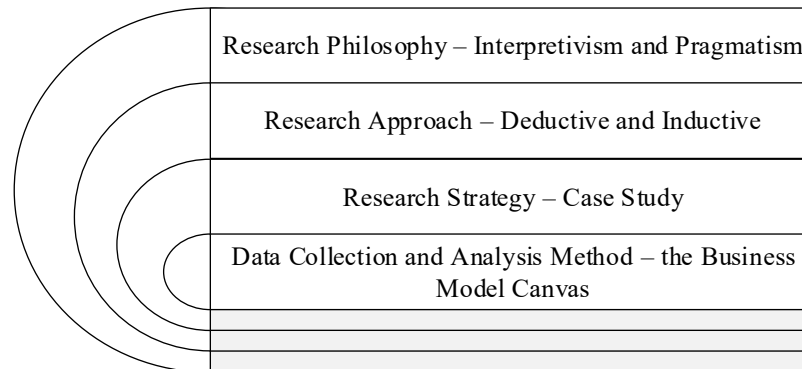 Research Philosophy – Interpretivism and Pragmatism
Research Approach – Deductive and Inductive
Research Strategy – Case Study
Data Collection and Analysis Method – the Business
Model Canvas